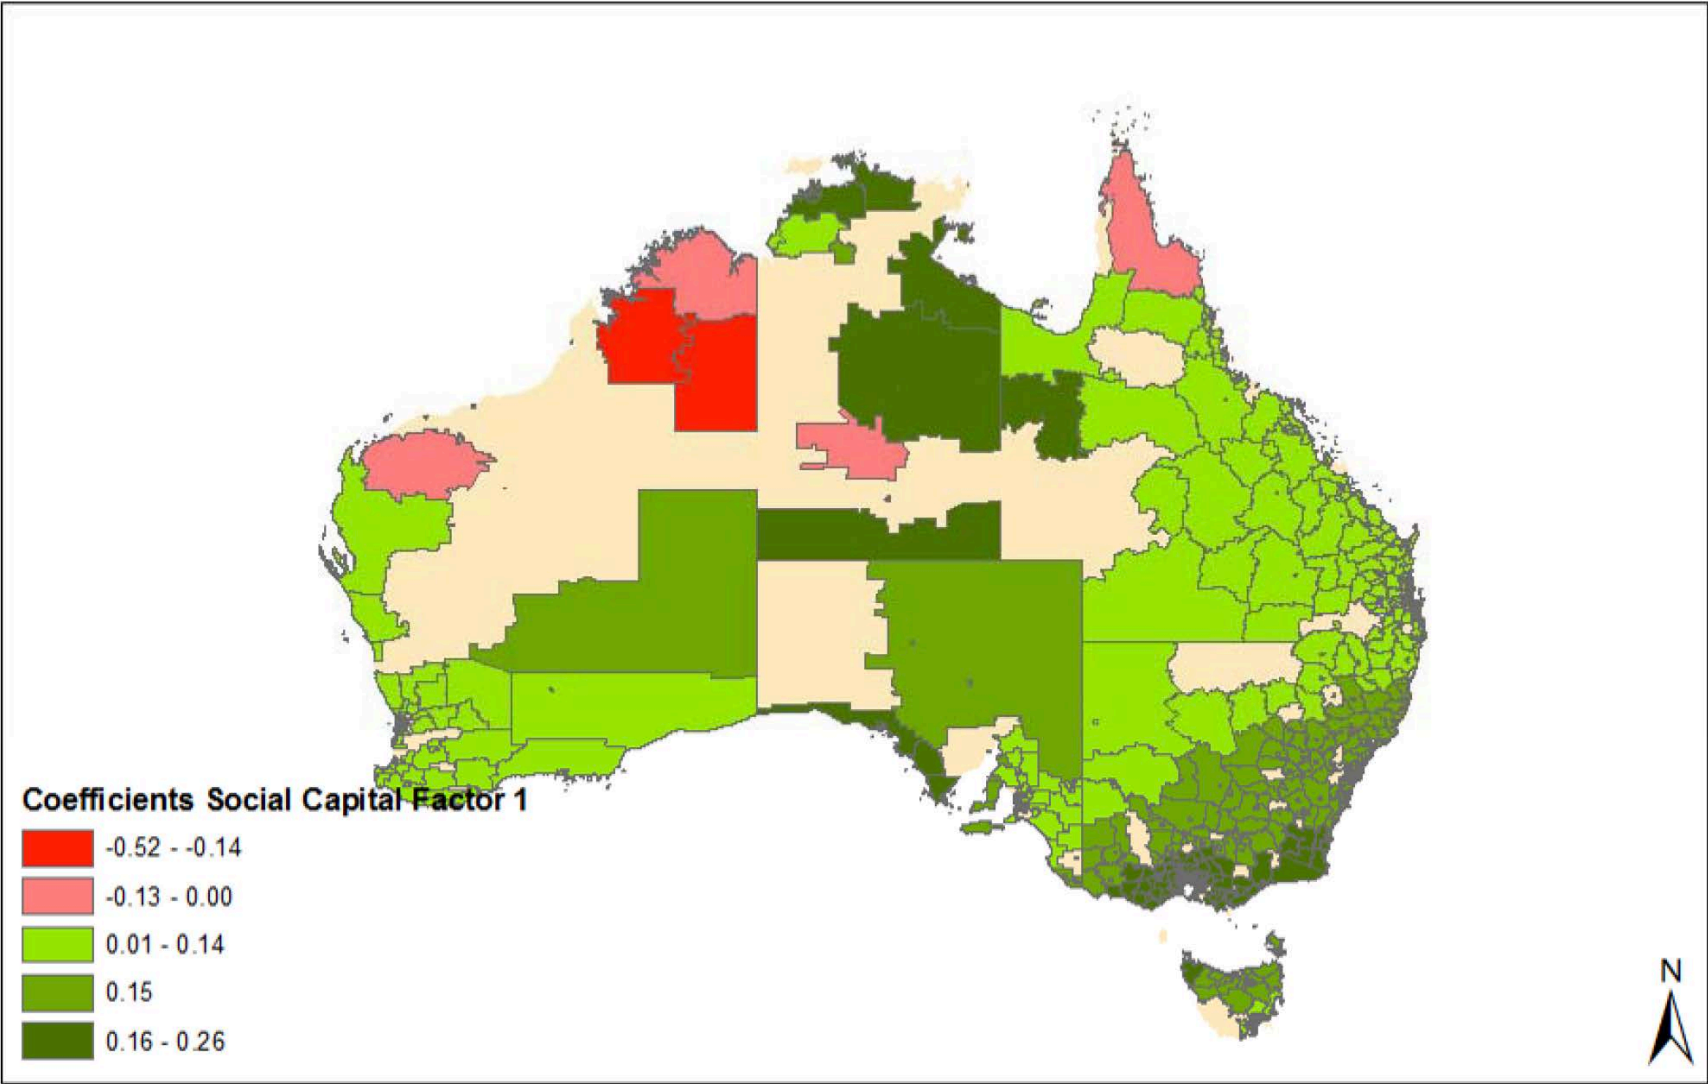 Coefficients Social Capital Factor 1
-0.52 - -0.14
-0.13 - 0.00
0.01 - 0.14
0.15
0.16 - 0.26
N